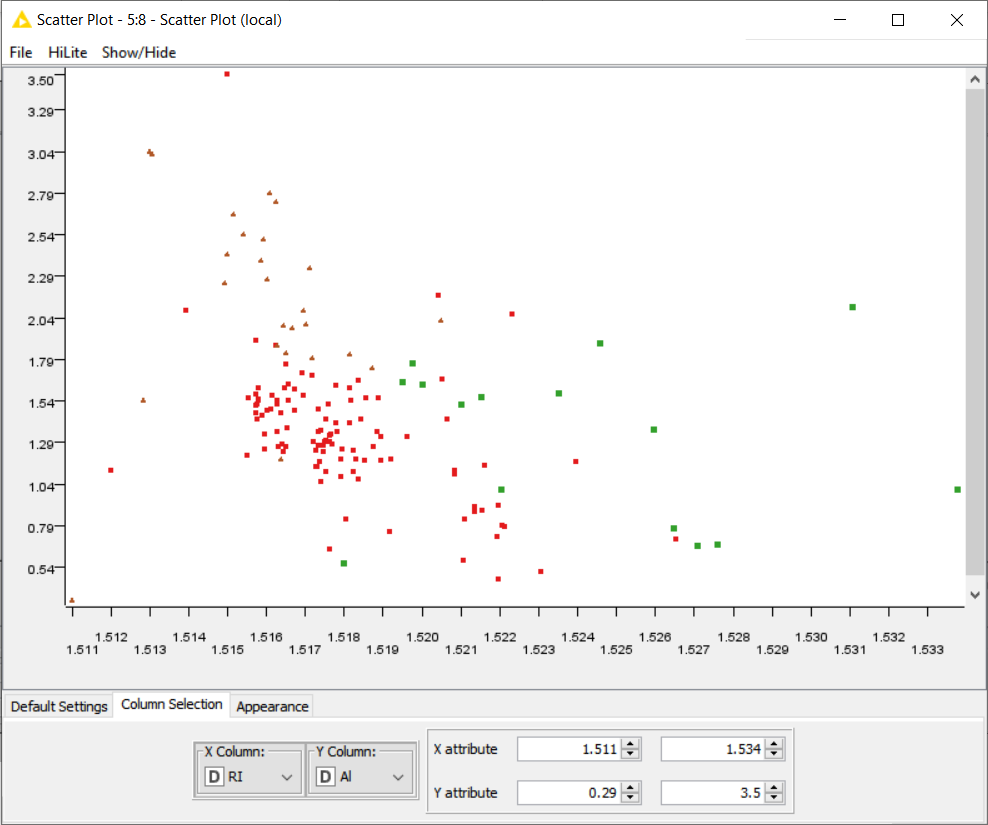 Scatter Plot - 5:8 - Scatter Plot (local)
File HiLite Show/Hide
3.50
3.29
3.04
2.79
2.54
2.29
2.04
1.79
1.54
1.29
1.04
0.79
0.54
1.512 1.514 1.516 1.518 1.520 1.522 1.524 1.526 1.528 1.530 1.532
1.511 1.513 1.515 1.517 1.519 1.521 1.523 1.525 1.527 1.529 1.531 1.533
Default Settings Column Selection Appearance
X Column: Y Column:
D RI D Al
X attribute 1.511 1.534
Y attribute 0.29 3.5